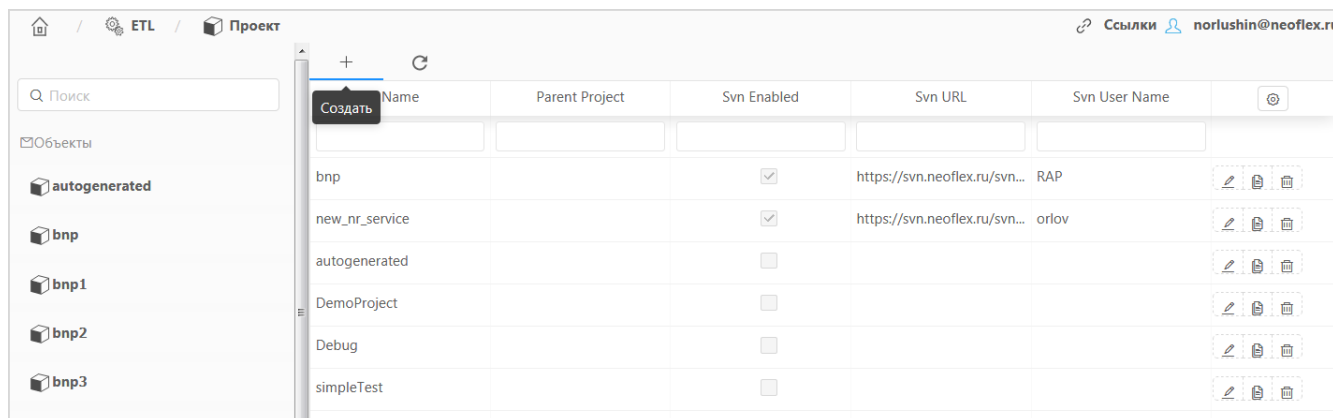 ETL / Проект Ссылки norlushin@neoflex.ru
Поиск
Объекты
autogenerated
bnp
bnp1
bnp2
bnp3
Создать
Name Parent Project Svn Enabled Svn URL Svn User Name
bnp https://svn.neoflex.ru/svn... RAP
new_nr_service https://svn.neoflex.ru/svn... orlov
autogenerated
DemoProject
Debug
simpleTest